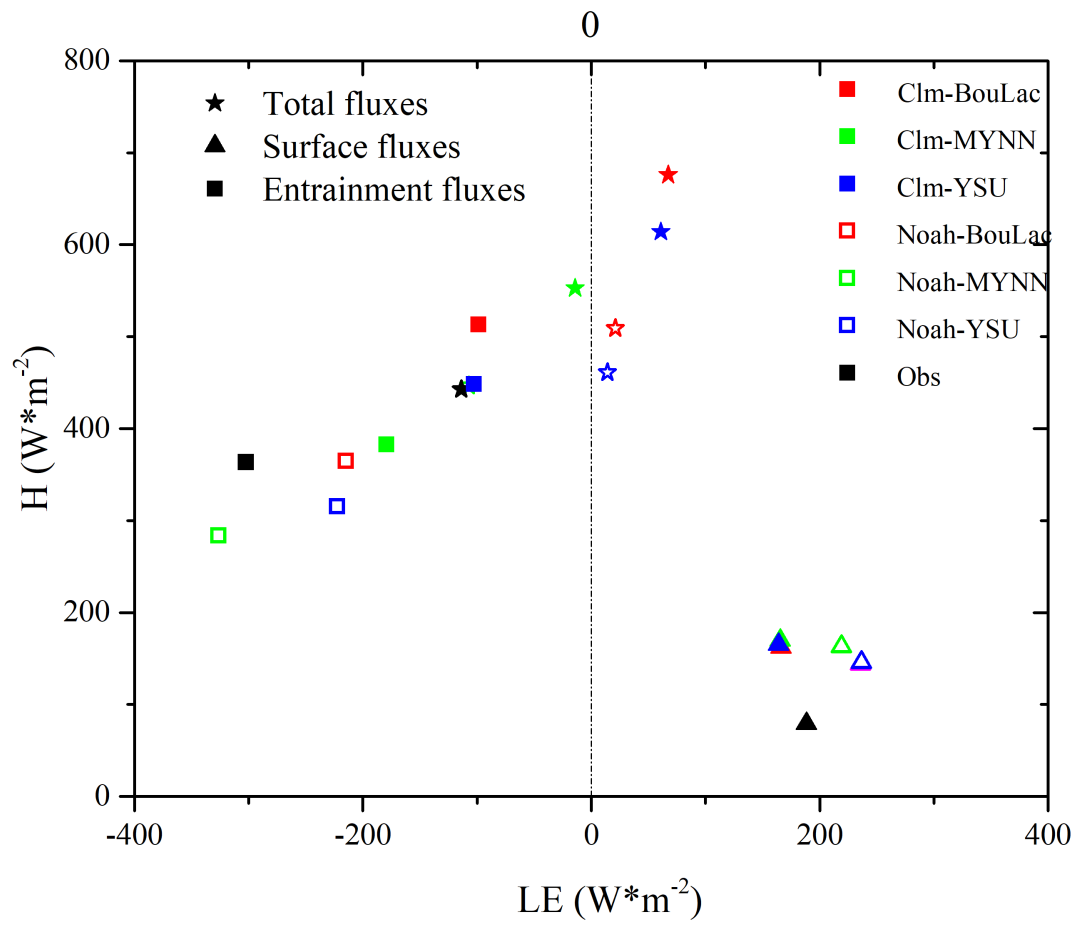 0
800
600
400
200
0
-400
-200
0
200
400
H (W*m⁻²)
LE (W*m⁻²)
Total fluxes
Surface fluxes
Entrainment fluxes
Clm-BouLac
Clm-MYNN
Clm-YSU
Noah-BouLac
Noah-MYNN
Noah-YSU
Obs